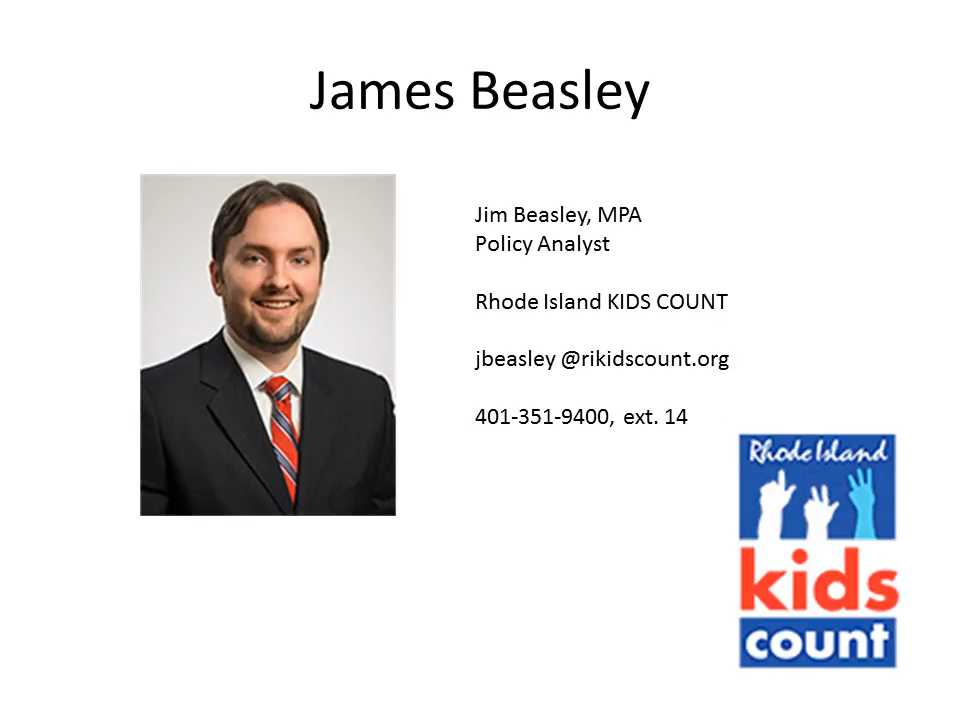 James Beasley
Jim Beasley, MPA
Policy Analyst
Rhode Island KIDS COUNT
jbeasley @rikidscount.org
401-351-9400, ext. 14
Rhode Island
kids
count